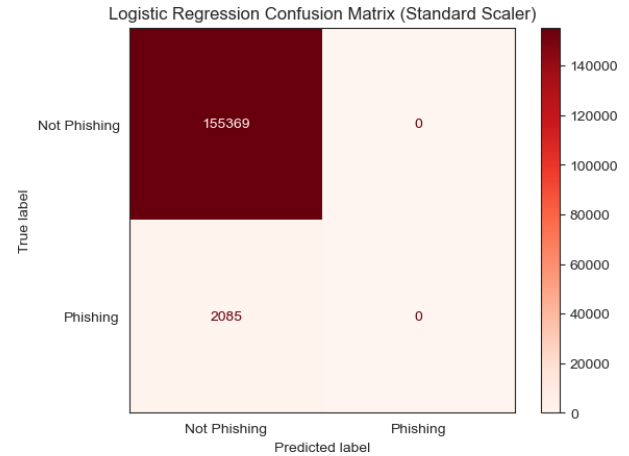 Logistic Regression Confusion Matrix (Standard Scaler)
True label
Not Phishing
155369
0
Phishing
2085
0
Not Phishing
Phishing
Predicted label
140000
120000
100000
80000
60000
40000
20000
0